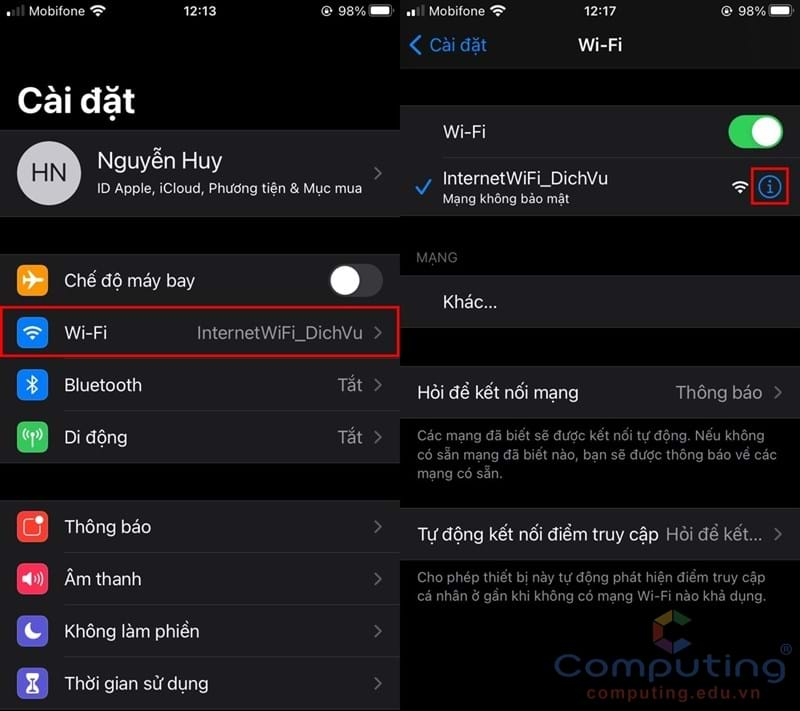 Mobifone 12:13 98%
Cài đặt
HN
Nguyễn Huy
ID Apple, iCloud, Phương tiện & Mục mua
Chế độ máy bay
Wi-Fi InternetWiFi_DichVu
Bluetooth Tắt
Di động Tắt
Thông báo
Âm thanh
Không làm phiền
Thời gian sử dụng
Mobifone 12:17 98%
Cài đặt Wi-Fi
Wi-Fi
InternetWiFi_DichVu
Mạng không bảo mật
MẠNG
Khác...
Hỏi để kết nối mạng Thông báo
Các mạng đã biết sẽ được kết nối tự động. Nếu không
có sẵn mạng đã biết nào, bạn sẽ được thông báo về các
mạng có sẵn.
Tự động kết nối điểm truy cập Hỏi để kết...
Cho phép thiết bị này tự động phát hiện điểm truy cập
cá nhân ở gần khi không có mạng Wi-Fi nào khả dụng.
Computing®
computing.edu.vn